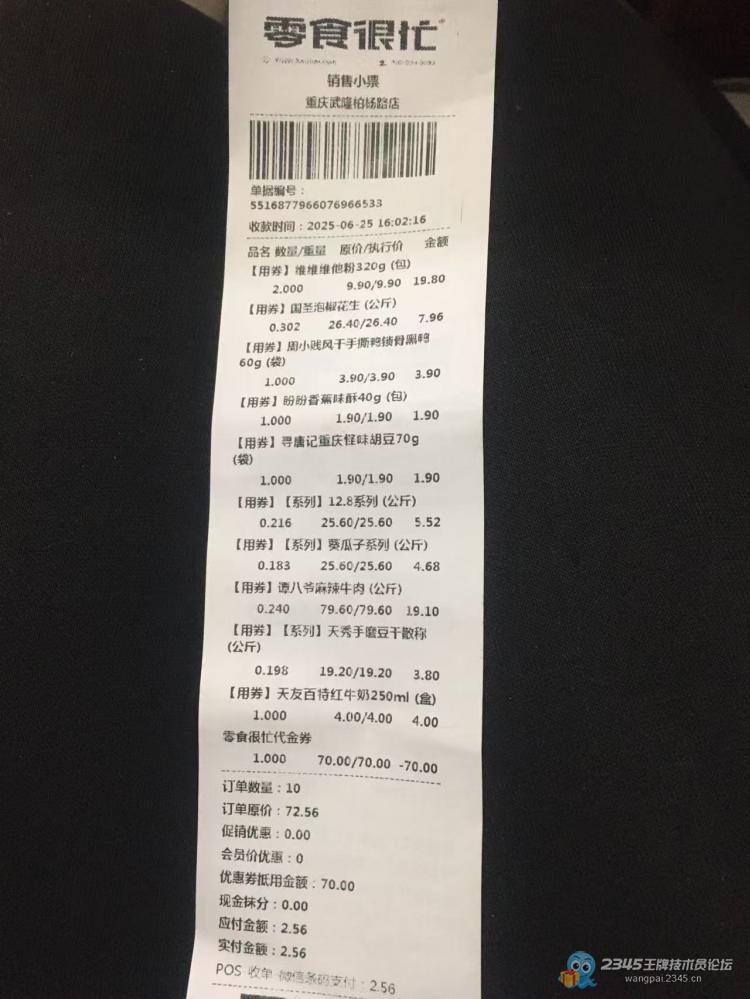 零食很忙
销售小票
重庆武隆柏杨路店
单据编号：
5516877966076966533
收款时间：2025-06-25 16:02:16
品名 数量/重量 原价/执行价 金额
【用券】维维维他粉320g (包)
2.000 9.90/9.90 19.80
【用券】国圣泡椒花生 (公斤)
0.302 26.40/26.40 7.96
【用券】周小贱风干手撕鸭锁骨黑鸭
60g (袋)
1.000 3.90/3.90 3.90
【用券】盼盼香蕉味酥40g (包)
1.000 1.90/1.90 1.90
【用券】寻唐记重庆怪味胡豆70g
(袋)
1.000 1.90/1.90 1.90
【用券】【系列】12.8系列 (公斤)
0.216 25.60/25.60 5.52
【用券】【系列】葵瓜子系列 (公斤)
0.183 25.60/25.60 4.68
【用券】谭八爷麻辣牛肉 (公斤)
0.240 79.60/79.60 19.10
【用券】【系列】天秀手磨豆干散称
(公斤)
0.198 19.20/19.20 3.80
【用券】天友百特红牛奶250ml (盒)
1.000 4.00/4.00 4.00
零食很忙代金券
1.000 70.00/70.00 -70.00
订单数量：10
订单原价：72.56
促销优惠：0.00
会员价优惠：0
优惠券抵用金额：70.00
现金抹分：0.00
应付金额：2.56
实付金额：2.56
POS 收单-微信条码支付：2.56
2345王牌技术员论坛
wangpai.2345.cn